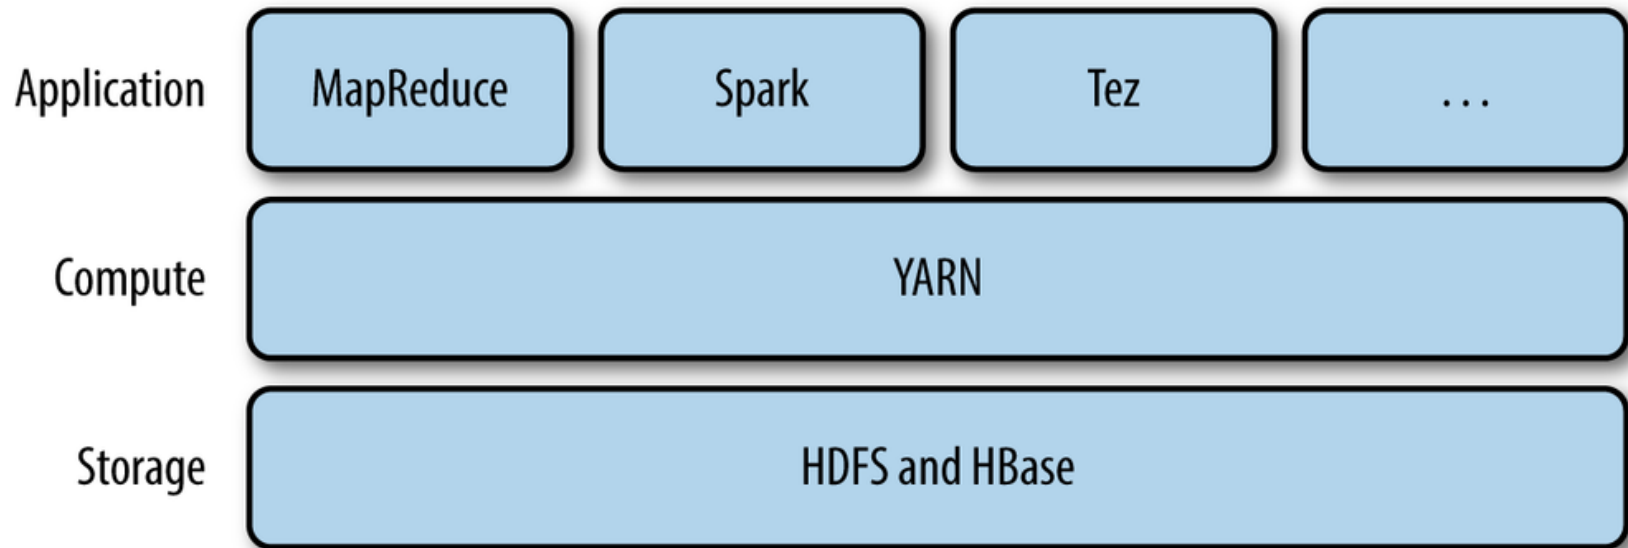 Application
MapReduce
Spark
Tez
...
Compute
YARN
Storage
HDFS and HBase